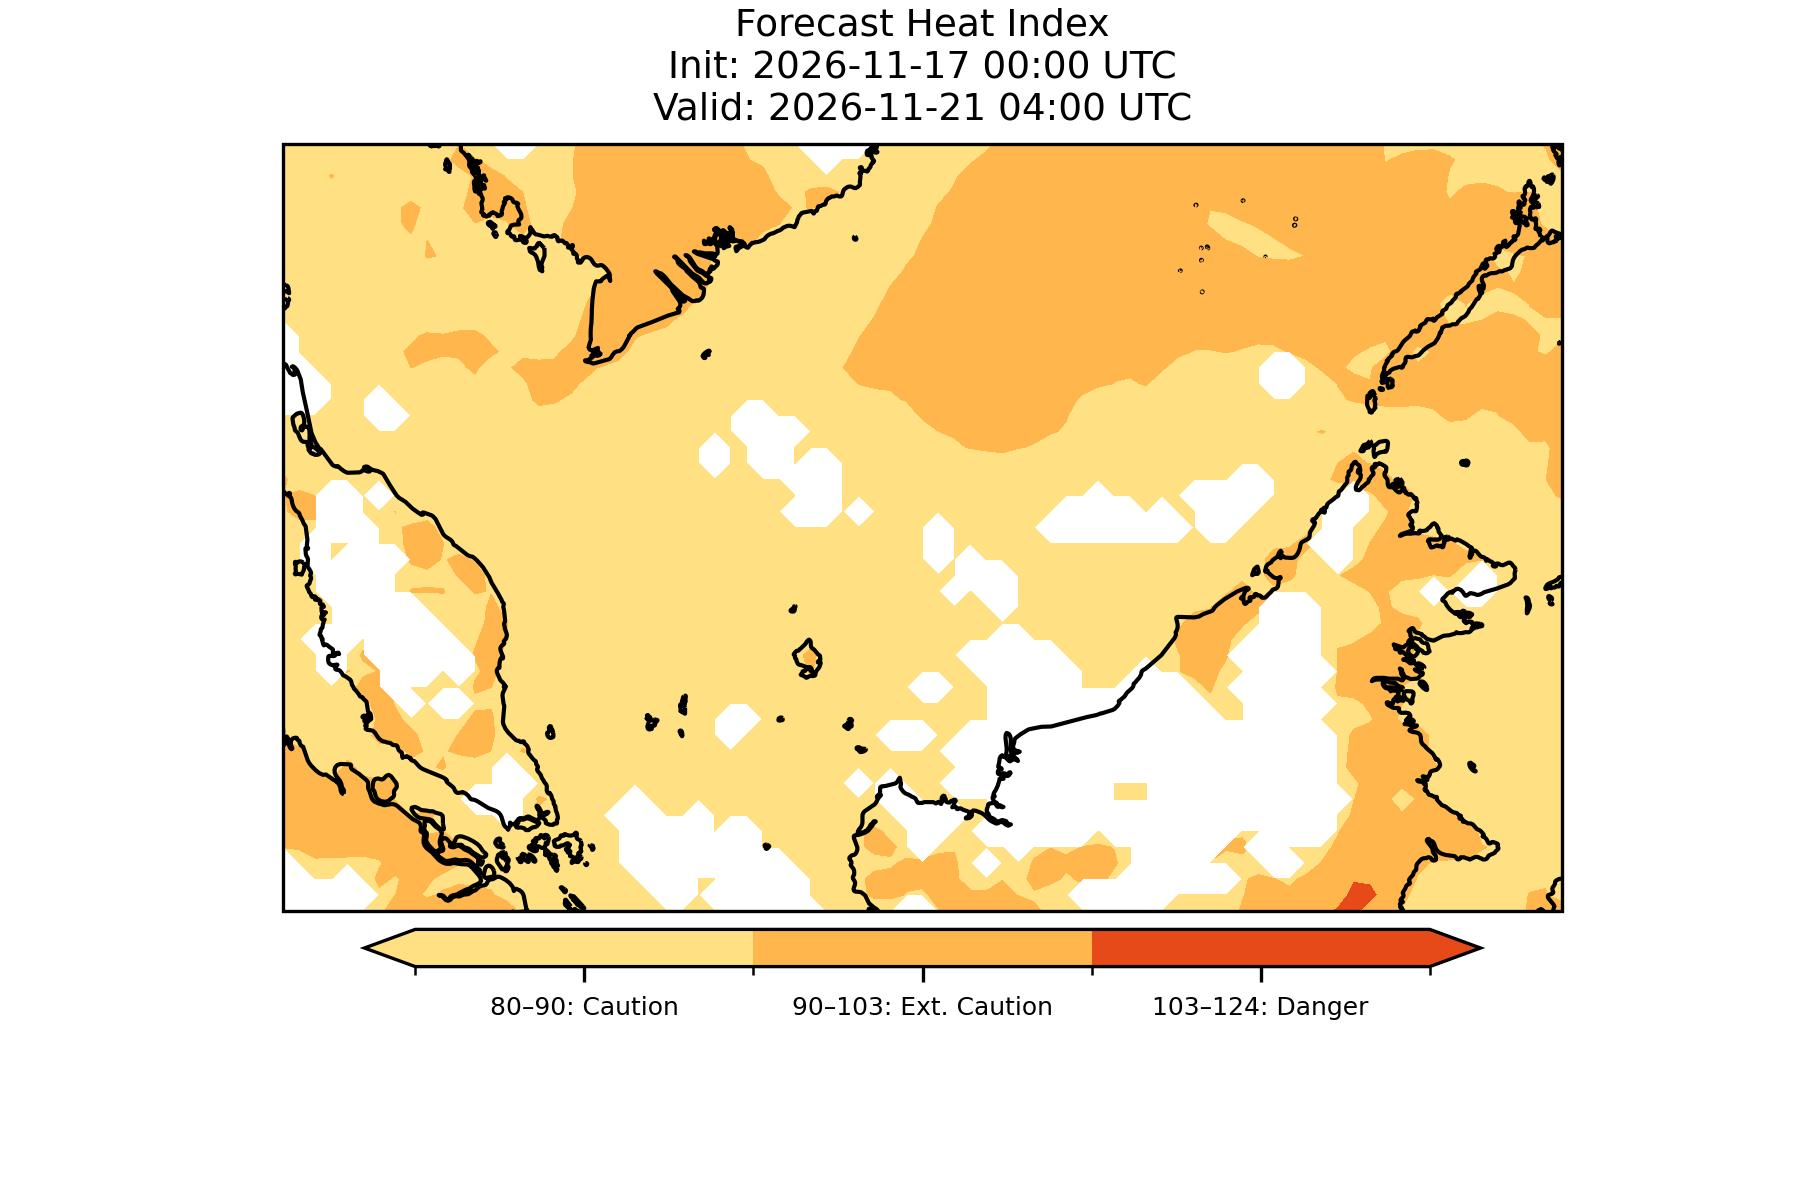 Forecast Heat Index
Init: 2026-11-17 00:00 UTC
Valid: 2026-11-21 04:00 UTC
80–90: Caution
90–103: Ext. Caution
103–124: Danger